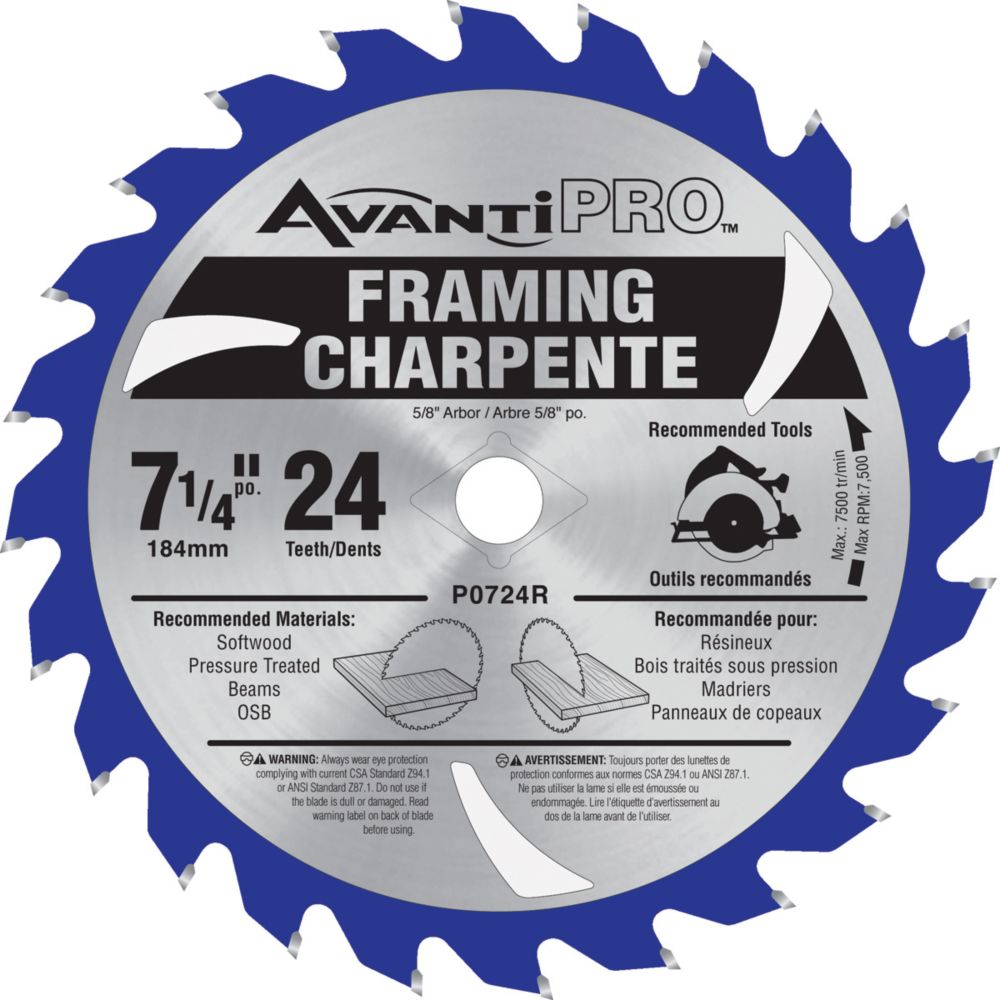 AVANTI PRO™
FRAMING
CHARPENTE
5/8" Arbor / Arbre 5/8" po.
7 1/4" po.
184mm
24
Teeth/Dents
Recommended Tools
Outils recommandés
Max.: 7500 tr/min
Max RPM:7,500
P0724R
Recommended Materials:
Softwood
Pressure Treated
Beams
OSB
Recommandée pour:
Résineux
Bois traités sous pression
Madriers
Panneaux de copeaux
WARNING: Always wear eye protection
complying with current CSA Standard Z94.1
or ANSI Standard Z87.1. Do not use if
the blade is dull or damaged. Read
warning label on back of blade
before using.
AVERTISSEMENT: Toujours porter des lunettes de
protection conformes aux normes CSA Z94.1 ou ANSI Z87.1.
Ne pas utiliser la lame si elle est émoussée ou
endommagée. Lire l'étiquette d'avertissement au
dos de la lame avant de l'utiliser.